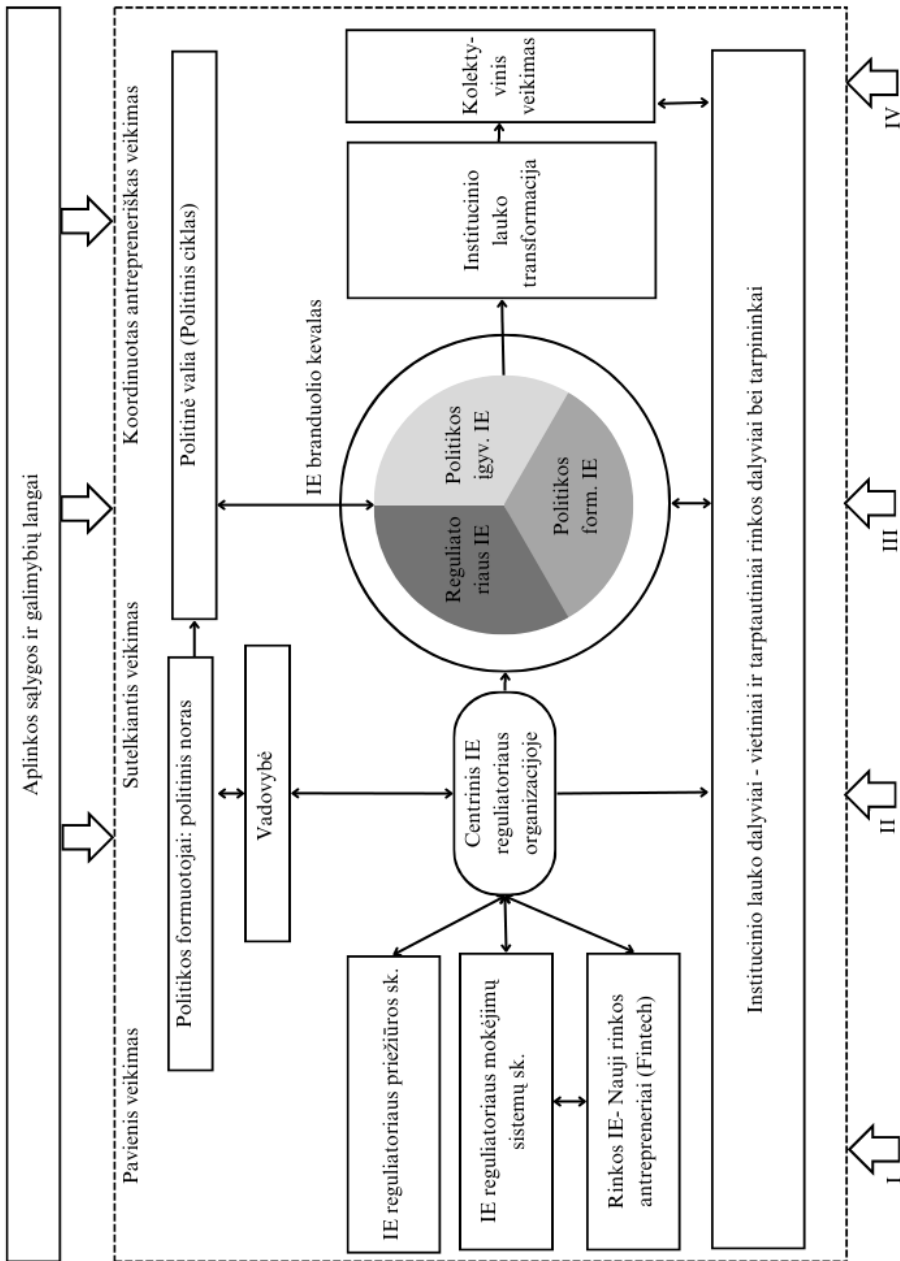 Aplinkos sąlygos ir galimybių langai
Pavienis veikimas
Sutelkiantis veikimas
Koordinuotas antrepreneriškas veikimas
Politikos formuotojai: politinis noras
Politinė valia (Politinis ciklas)
Vadovybė
IE branduolio kevalas
IE reguliatoriaus priežiūros sk.
IE reguliatoriaus mokėjimų
sistemų sk.
Rinkos IE- Nauji rinkos
antrepreneriai (Fintech)
Centrinis IE
reguliatoriaus
organizacijoje
Reguliato
riaus IE
Politikos
įgyv. IE
Politikos
form. IE
Institucinio
lauko
transformacija
Kolekty-
vinis
veikimas
Institucinio lauko dalyviai - vietiniai ir tarptautiniai rinkos dalyviai bei tarpininkai
I
II
III
IV